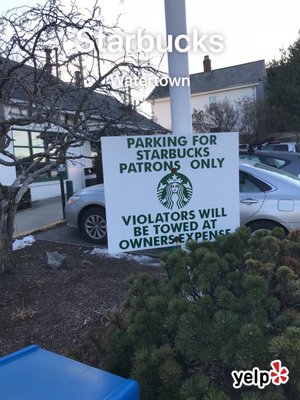 Starbucks
Watertown
PARKING FOR
STARBUCKS
PATRONS ONLY
VIOLATORS WILL
BE TOWED AT
OWNERS EXPENSE
yelp